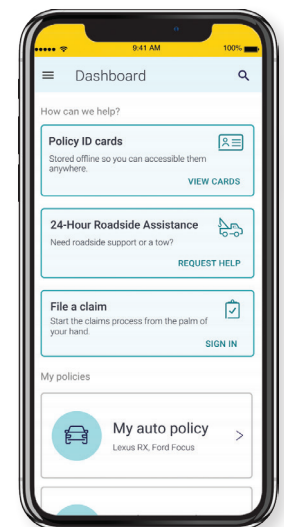 9:41 AM 100%
Dashboard
How can we help?
Policy ID cards
Stored offline so you can accessible them
anywhere.
VIEW CARDS
24-Hour Roadside Assistance
Need roadside support or a tow?
REQUEST HELP
File a claim
Start the claims process from the palm of
your hand.
SIGN IN
My policies
My auto policy
Lexus RX, Ford Focus